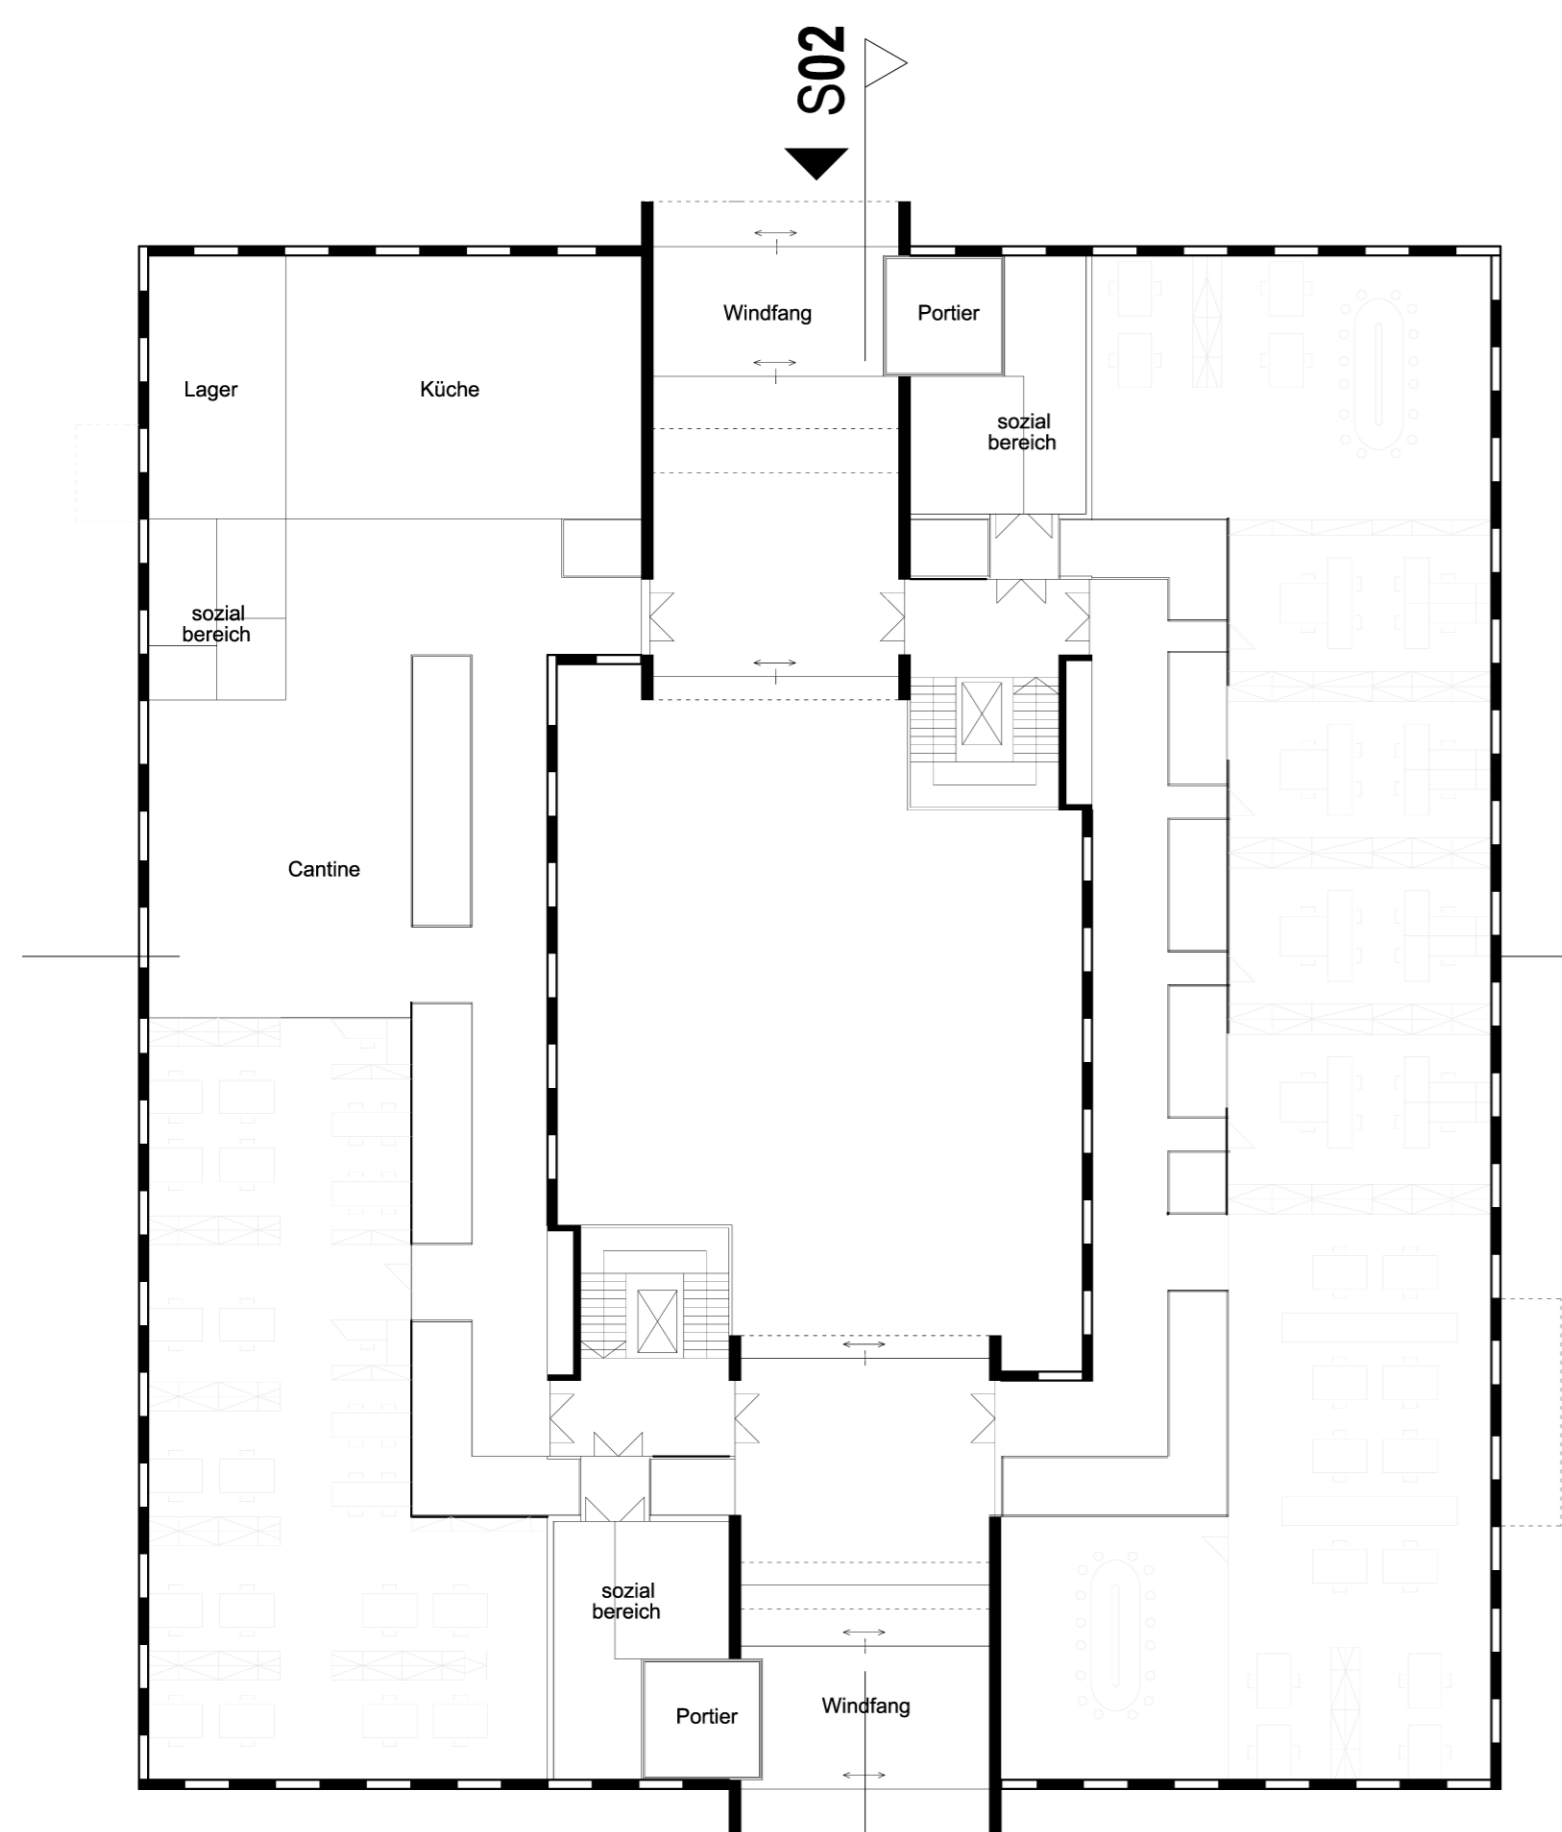 S02
Windfang
Portier
Lager
Küche
sozial
bereich
sozial
bereich
Cantine
sozial
bereich
Portier
Windfang